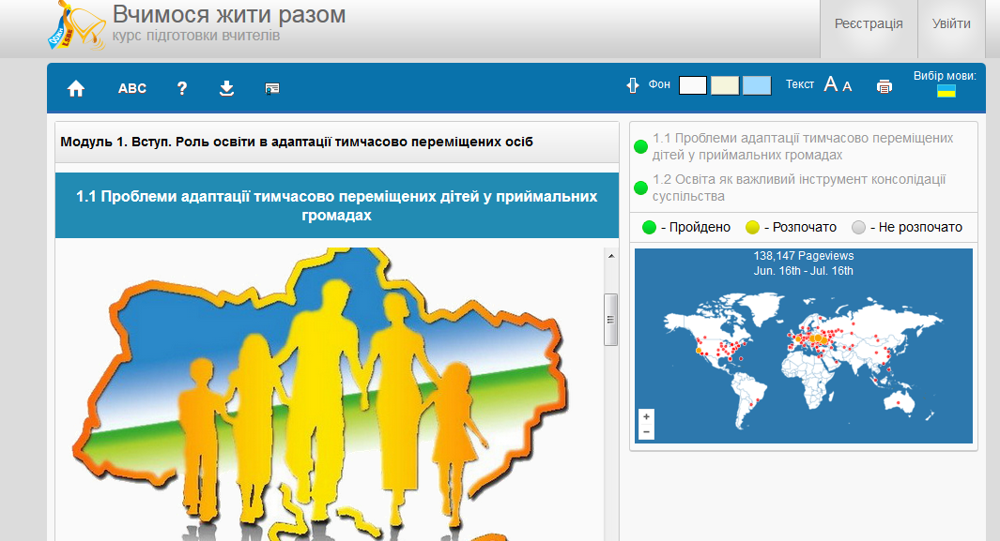 Вчимося жити разом
курс підготовки вчителів
Реєстрація
Увійти
ABC
?
Фон
Текст
A A
Вибір мови:
Модуль 1. Вступ. Роль освіти в адаптації тимчасово переміщених осіб
1.1 Проблеми адаптації тимчасово переміщених дітей у приймальних
громадах
1.1 Проблеми адаптації тимчасово переміщених
дітей у приймальних громадах
1.2 Освіта як важливий інструмент консолідації
суспільства
- Пройдено
- Розпочато
- Не розпочато
138,147 Pageviews
Jun. 16th - Jul. 16th
+
−